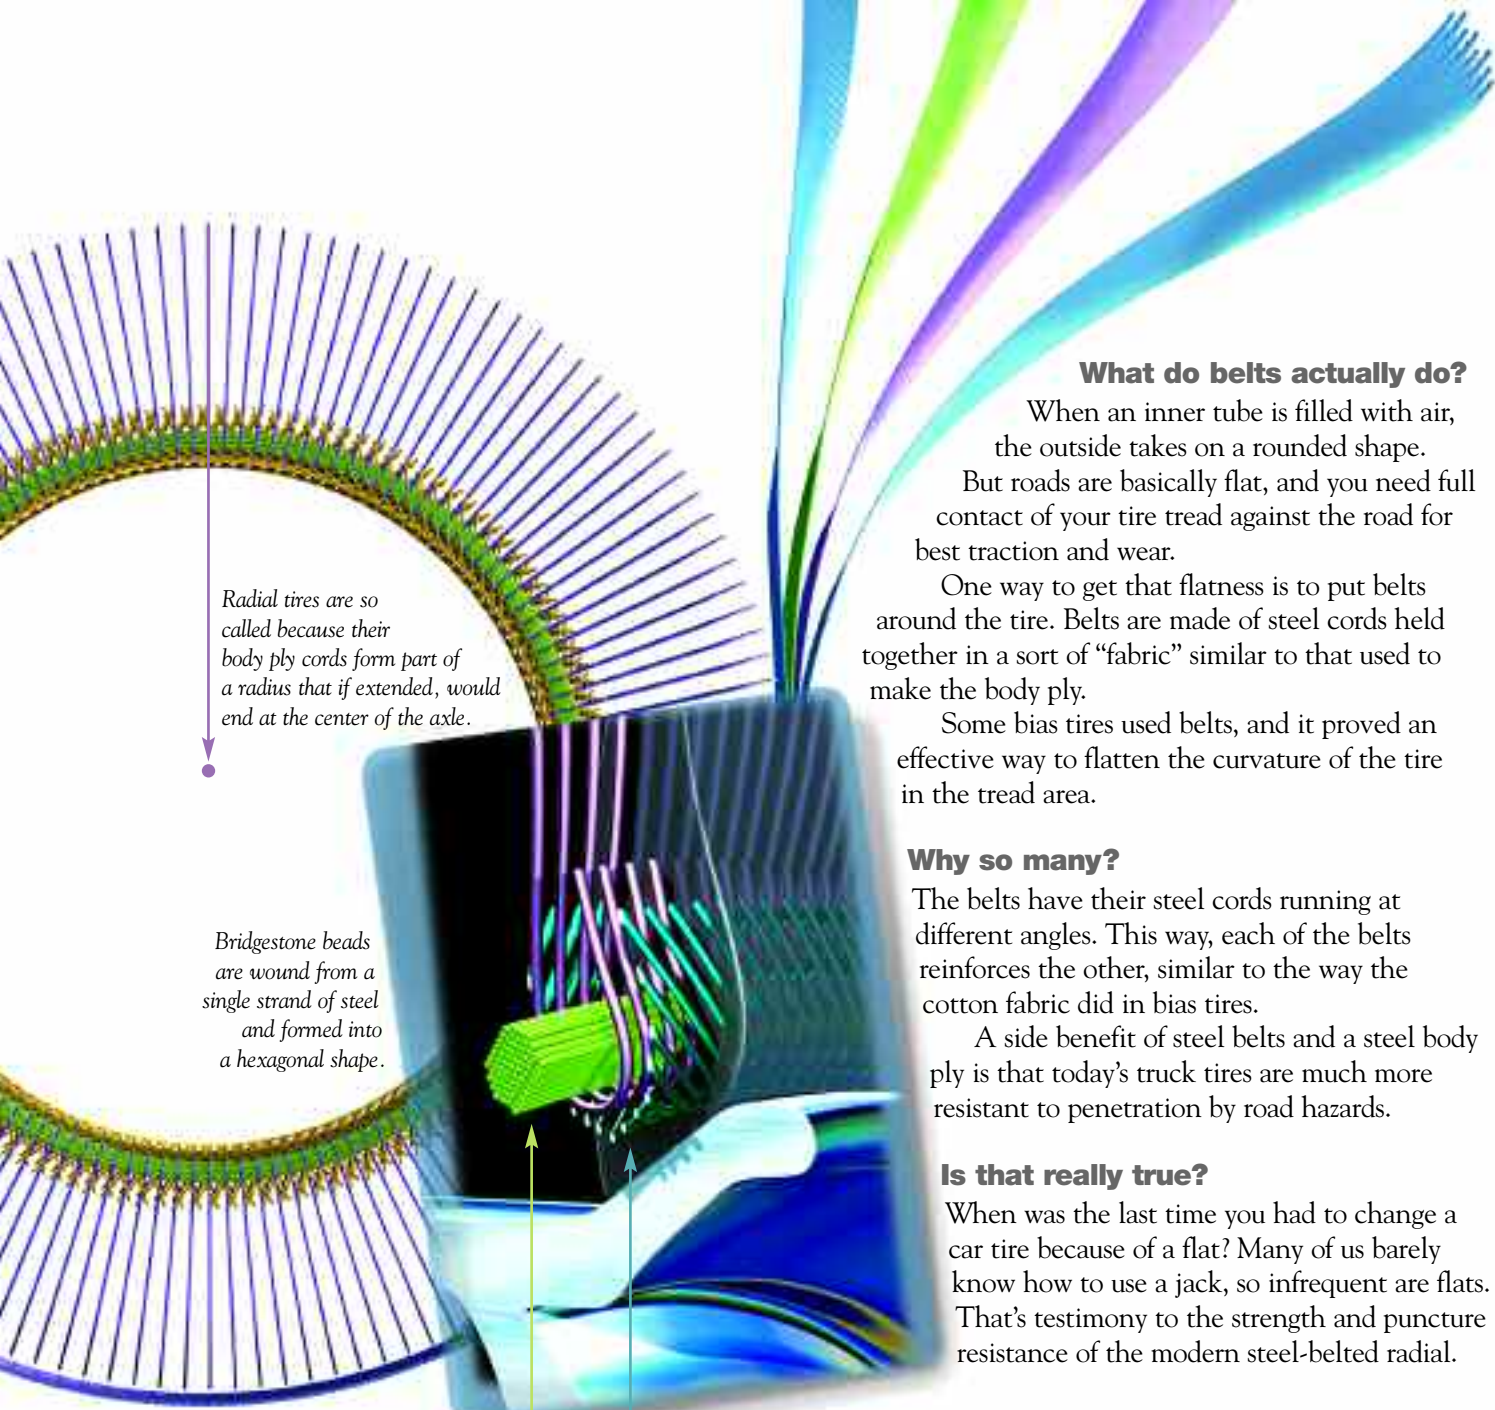 What do belts actually do?
When an inner tube is filled with air,
the outside takes on a rounded shape.
But roads are basically flat, and you need full
contact of your tire tread against the road for
best traction and wear.
One way to get that flatness is to put belts
around the tire. Belts are made of steel cords held
together in a sort of “fabric” similar to that used to
make the body ply.
Some bias tires used belts, and it proved an
effective way to flatten the curvature of the tire
in the tread area.
Why so many?
The belts have their steel cords running at
different angles. This way, each of the belts
reinforces the other, similar to the way the
cotton fabric did in bias tires.
A side benefit of steel belts and a steel body
ply is that today’s truck tires are much more
resistant to penetration by road hazards.
Is that really true?
When was the last time you had to change a
car tire because of a flat? Many of us barely
know how to use a jack, so infrequent are flats.
That’s testimony to the strength and puncture
resistance of the modern steel-belted radial.
Radial tires are so
called because their
body ply cords form part of
a radius that if extended, would
end at the center of the axle.
Bridgestone beads
are wound from a
single strand of steel
and formed into
a hexagonal shape.